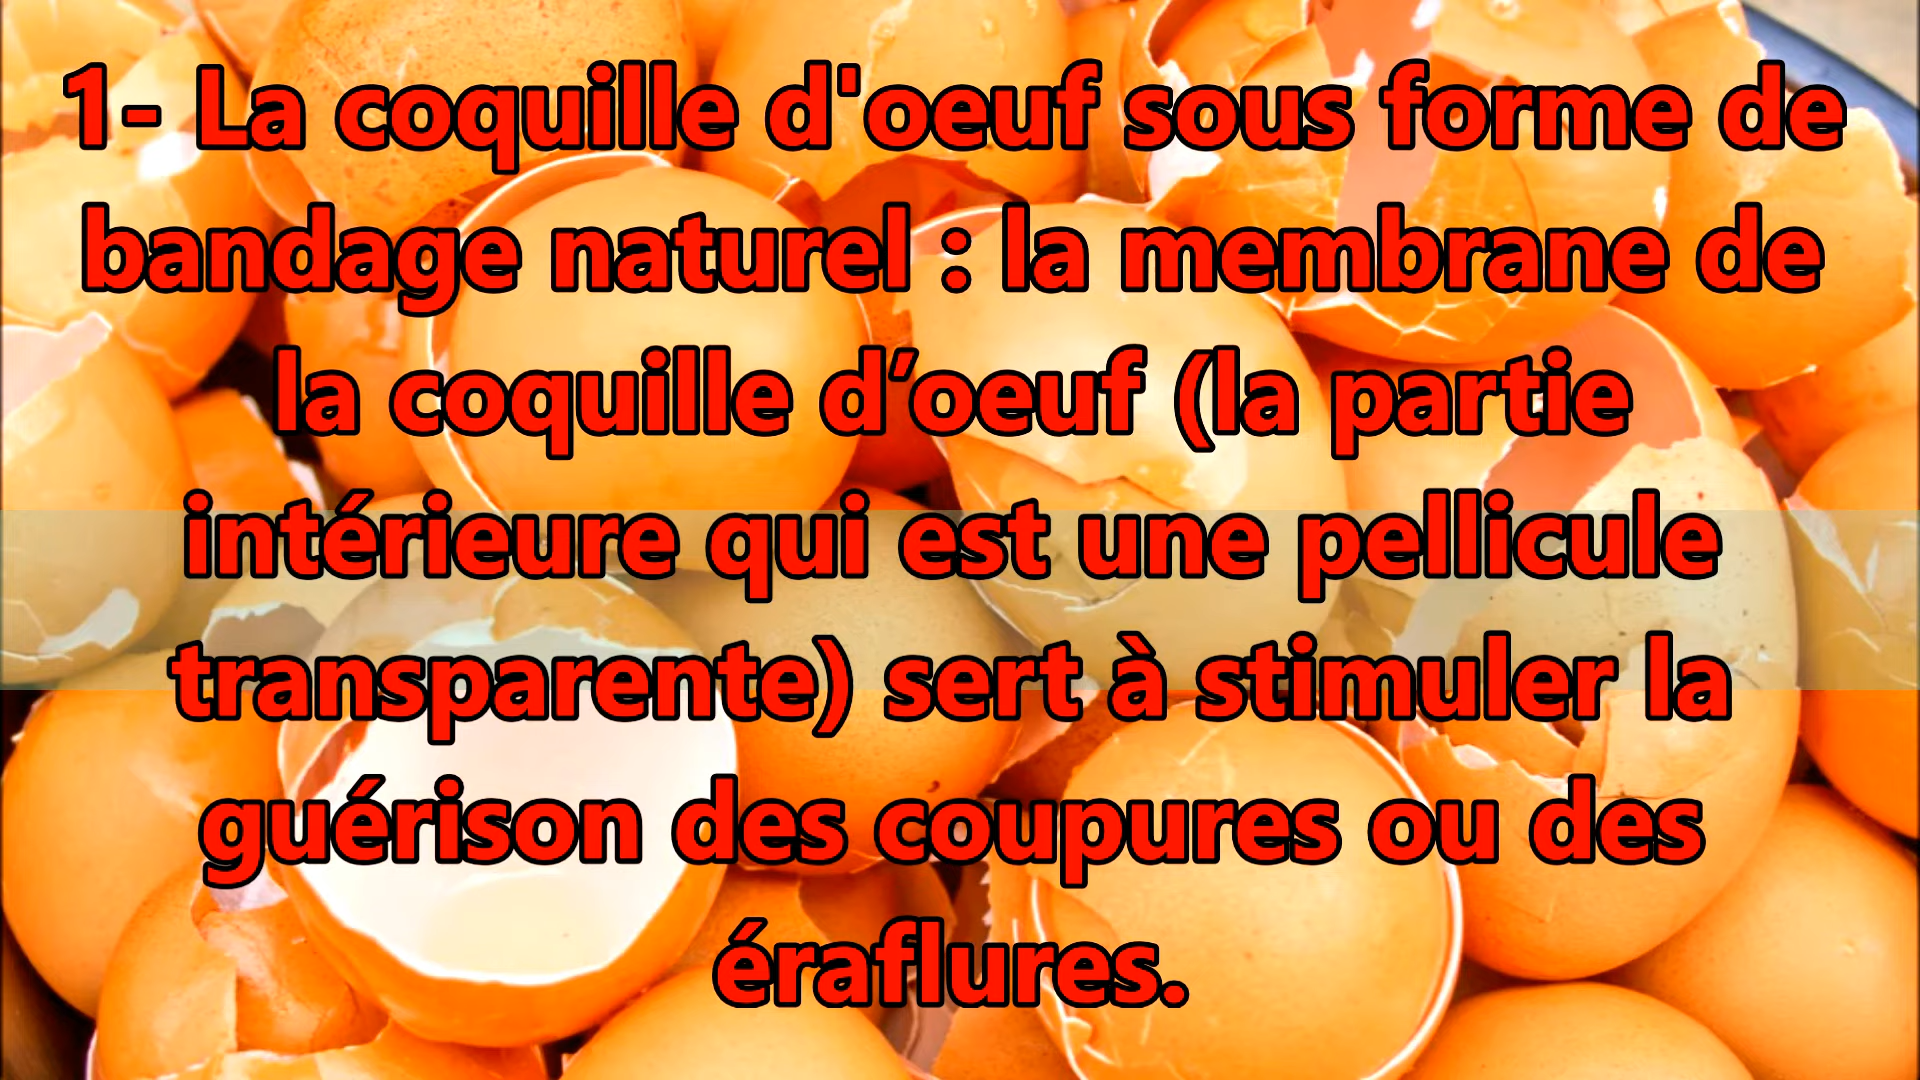 1- La coquille d'oeuf sous forme de
bandage naturel : la membrane de
la coquille d’oeuf (la partie
intérieure qui est une pellicule
transparente) sert à stimuler la
guérison des coupures ou des
éraflures.